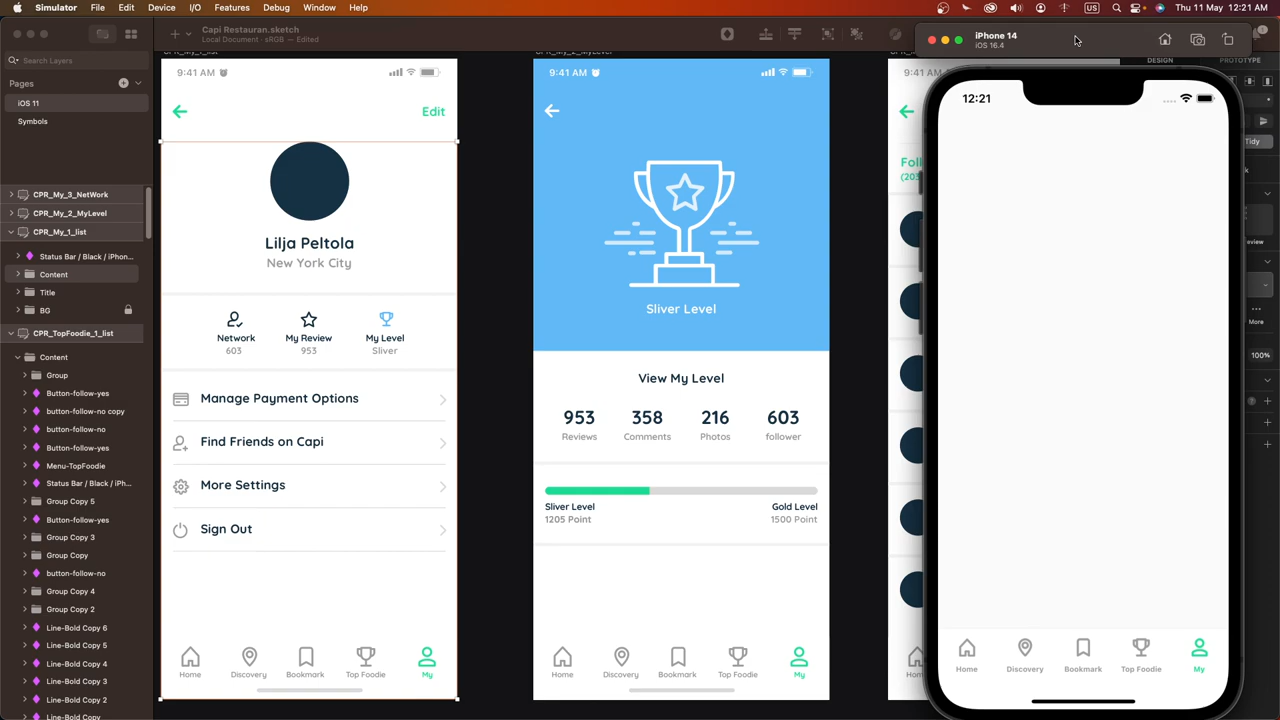 Simulator File Edit Device I/O Features Debug Window Help
US Thu 11 May 12:21 AM
Capi Restauran.sketch
Local Document · sRGB — Edited
Search Layers
Pages
iOS 11
Symbols
CPR_My_3_NetWork
CPR_My_2_MyLevel
CPR_My_1_list
Status Bar / Black / iPhon...
Content
Title
BG
CPR_TopFoodie_1_list
Content
Group
Button-follow-yes
button-follow-no copy
button-follow-no
Button-follow-yes
Menu-TopFoodie
Status Bar / Black / iPh...
Group Copy 5
Button-follow-yes
Group Copy 3
Group Copy
button-follow-no
Group Copy 4
Group Copy 2
Line-Bold Copy 6
Line-Bold Copy 5
Line-Bold Copy 4
Line-Bold Copy 3
Line-Bold Copy 2
Line-Bold Copy
9:41 AM
Edit
Lilja Peltola
New York City
Network
603
My Review
953
My Level
Sliver
Manage Payment Options
Find Friends on Capi
More Settings
Sign Out
Home Discovery Bookmark Top Foodie My
9:41 AM
Sliver Level
View My Level
953 358 216 603
Reviews Comments Photos follower
Sliver Level Gold Level
1205 Point 1500 Point
Home Discovery Bookmark Top Foodie My
9:41 AM
iPhone 14
iOS 16.4
12:21
Home Discovery Bookmark Top Foodie My
DESIGN PROTOTYPE
Tidy
More
100%